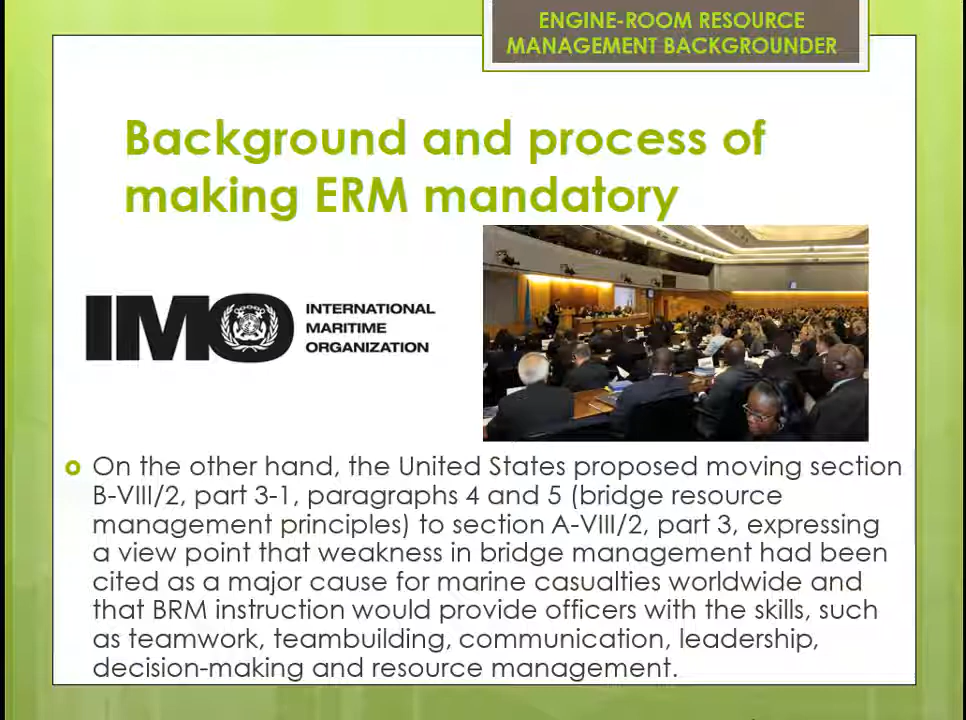 ENGINE-ROOM RESOURCE
MANAGEMENT BACKGROUNDER
Background and process of
making ERM mandatory
IMO
INTERNATIONAL
MARITIME
ORGANIZATION
On the other hand, the United States proposed moving section
B-VIII/2, part 3-1, paragraphs 4 and 5 (bridge resource
management principles) to section A-VIII/2, part 3, expressing
a view point that weakness in bridge management had been
cited as a major cause for marine casualties worldwide and
that BRM instruction would provide officers with the skills, such
as teamwork, teambuilding, communication, leadership,
decision-making and resource management.